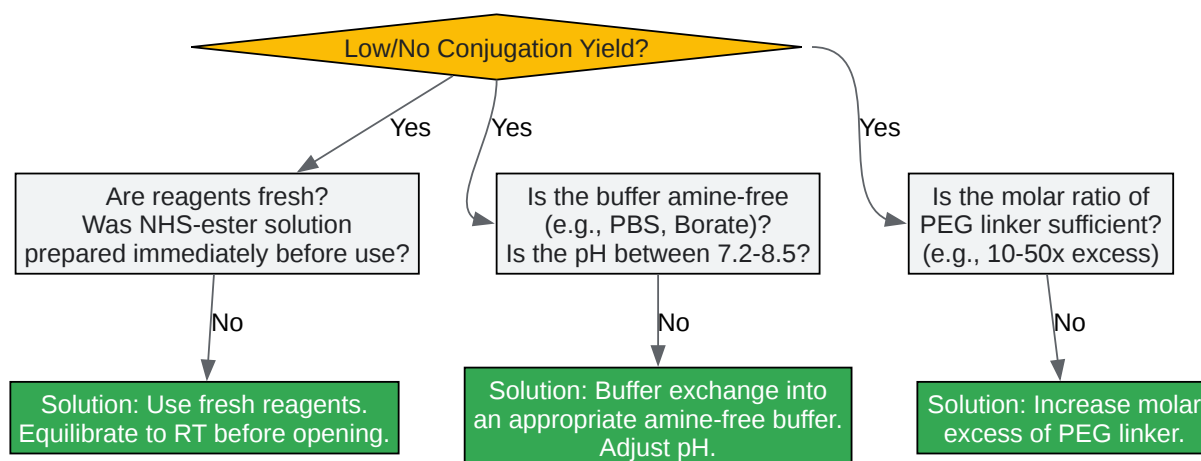 Low/No Conjugation Yield?
Yes
Yes
Yes
Are reagents fresh?
Was NHS-ester solution
prepared immediately before use?
Is the buffer amine-free
(e.g., PBS, Borate)?
Is the pH between 7.2-8.5?
Is the molar ratio of
PEG linker sufficient?
(e.g., 10-50x excess)
No
No
No
Solution: Use fresh reagents.
Equilibrate to RT before opening.
Solution: Buffer exchange into
an appropriate amine-free buffer.
Adjust pH.
Solution: Increase molar
excess of PEG linker.